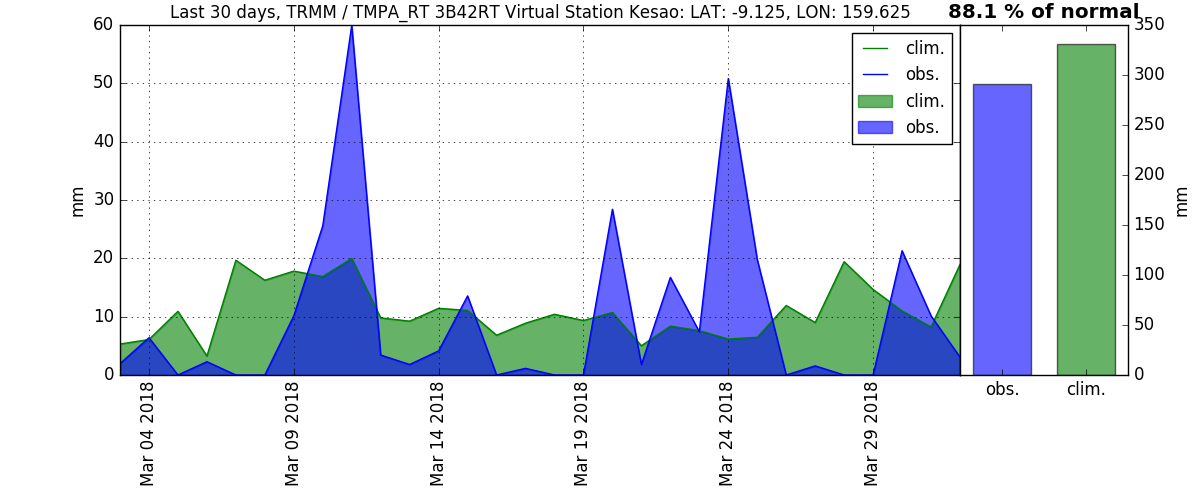 Last 30 days, TRMM / TMPA_RT 3B42RT Virtual Station Kesao: LAT: -9.125, LON: 159.625
88.1 % of normal
60
50
40
30
20
10
0
mm
clim.
obs.
clim.
obs.
Mar 04 2018
Mar 09 2018
Mar 14 2018
Mar 19 2018
Mar 24 2018
Mar 29 2018
350
300
250
200
150
100
50
0
mm
obs.
clim.